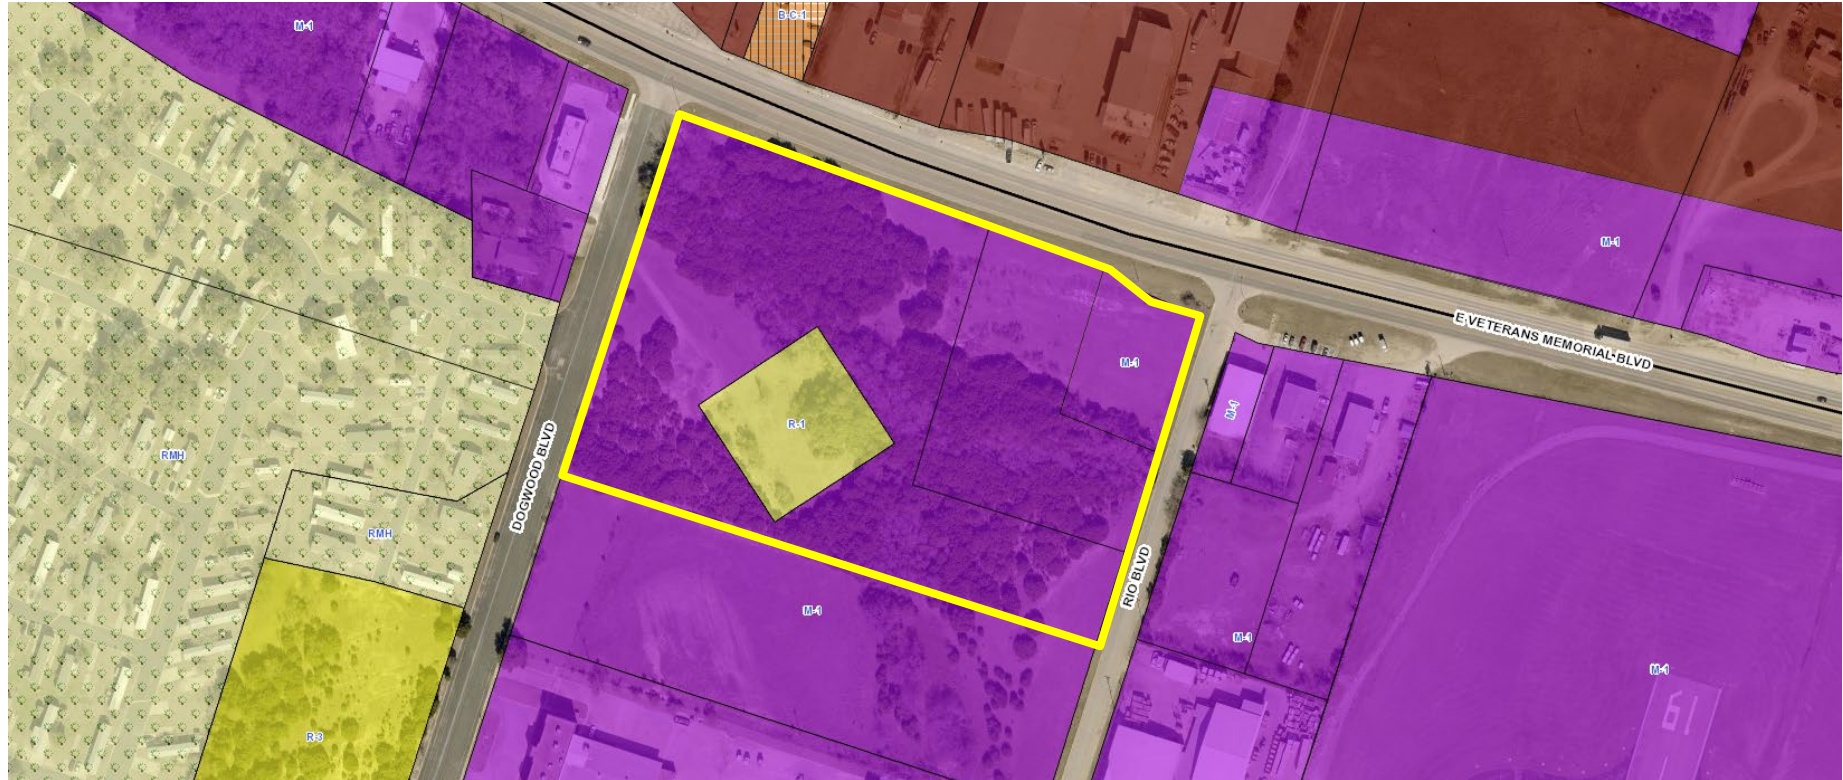 M-1
B-C-1
M-1
E VETERANS MEMORIAL BLVD
M-1
M-1
R-1
RMH
DOGWOOD BLVD
RMH
RIO BLVD
M-1
M-1
M-1
R-3
19